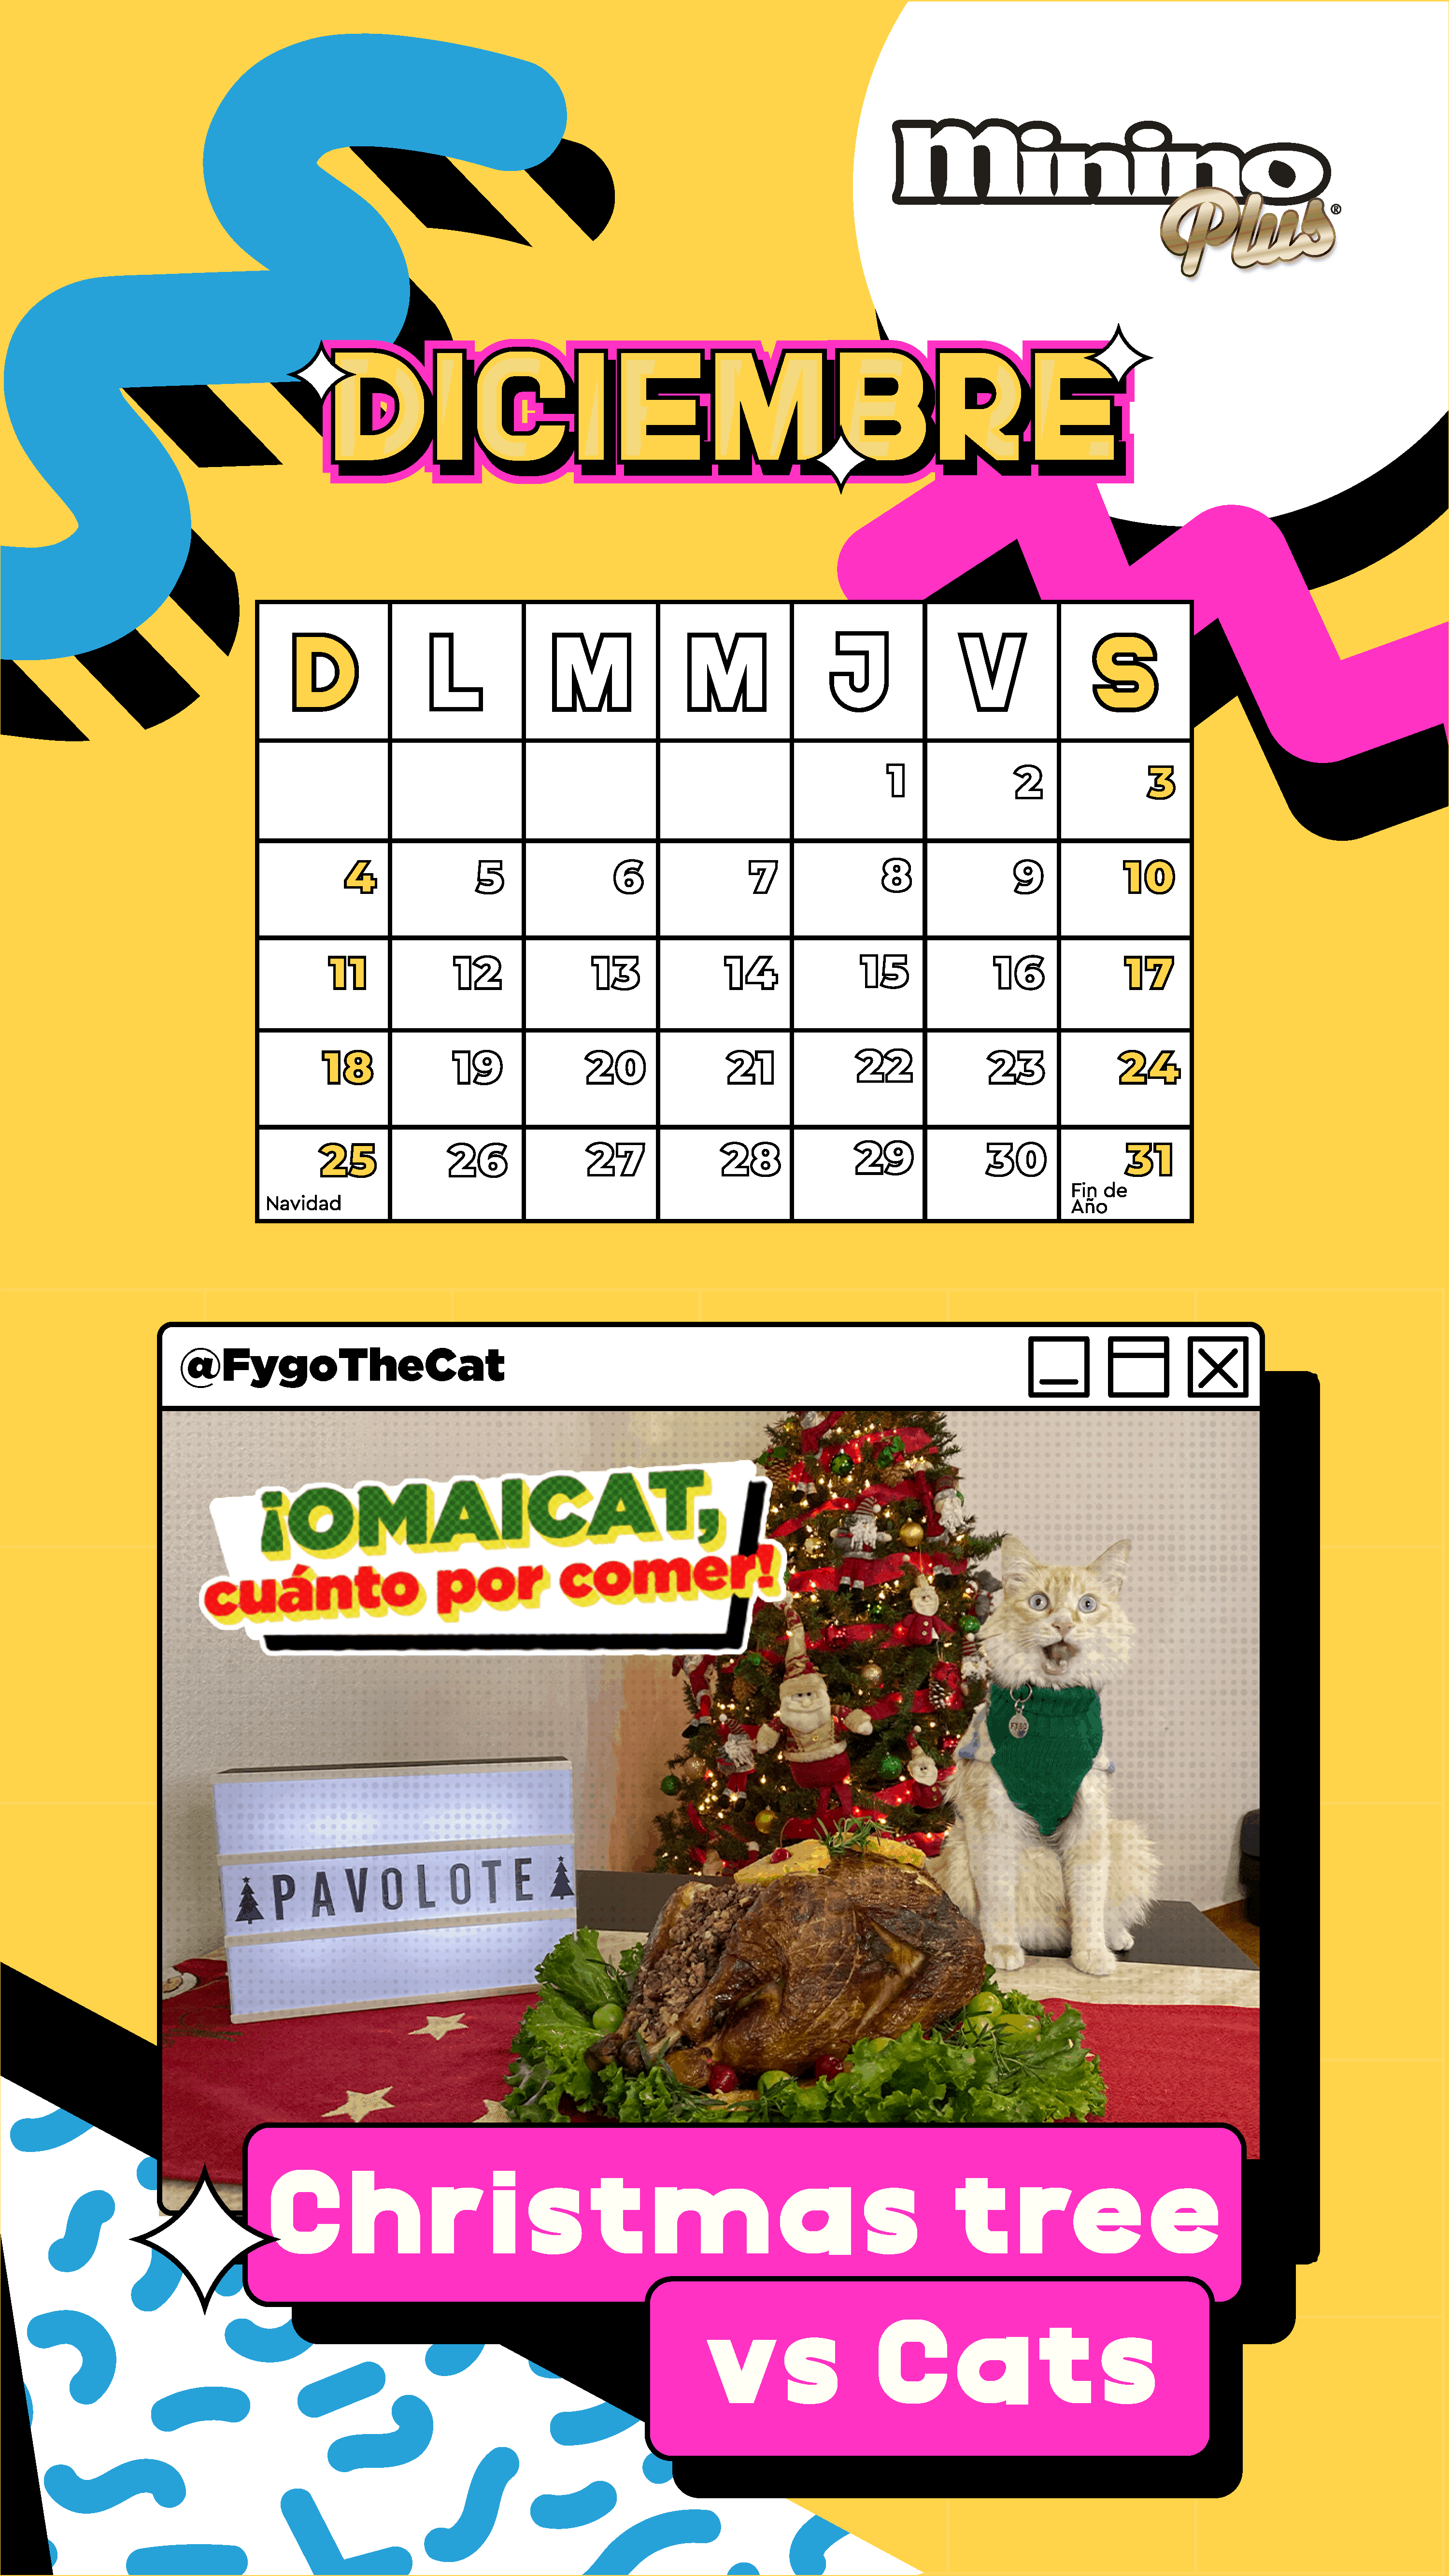 Minino
Plus®
DICIEMBRE
D L M M J V S
1 2 3
4 5 6 7 8 9 10
11 12 13 14 15 16 17
18 19 20 21 22 23 24
25 26 27 28 29 30 31
Navidad
Fin de
Año
@FygoTheCat
¡OMAICAT,
cuánto por comer!
FYGO
PAVOLOTE
Christmas tree
vs Cats